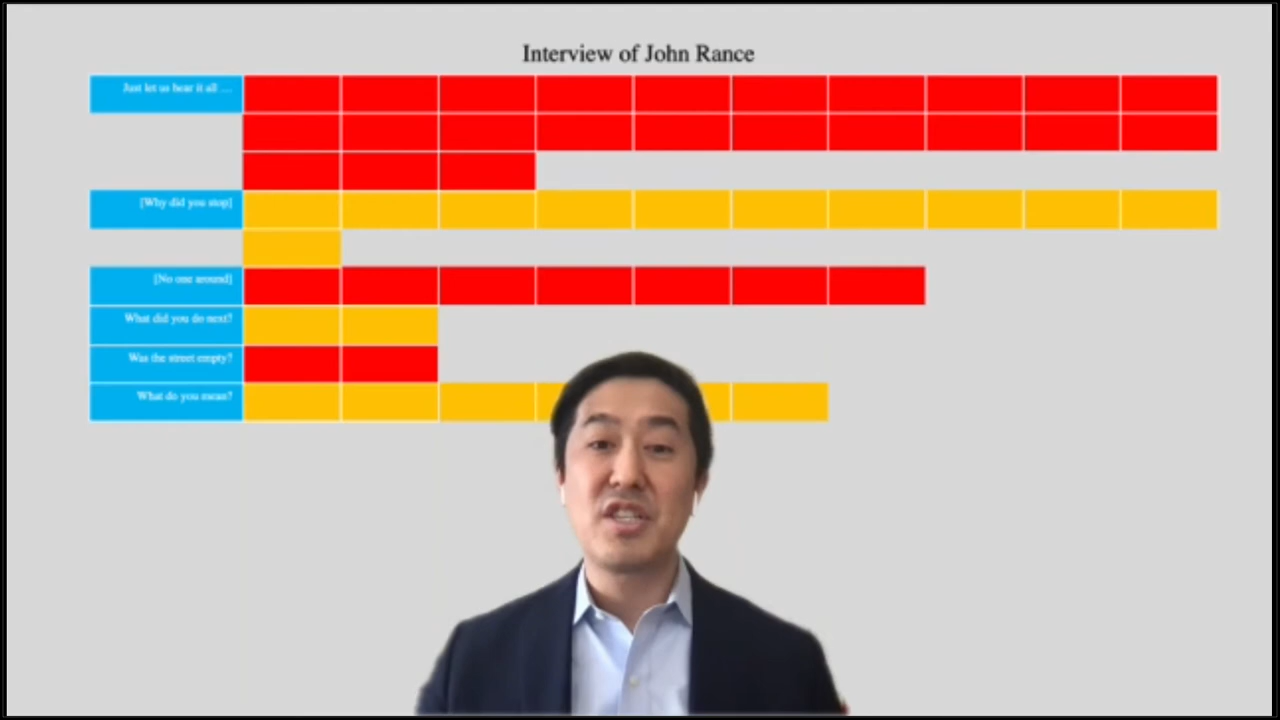 Interview of John Rance
Just let us hear it all ...
[Why did you stop]
[No one around]
What did you do next?
Was the street empty?
What do you mean?